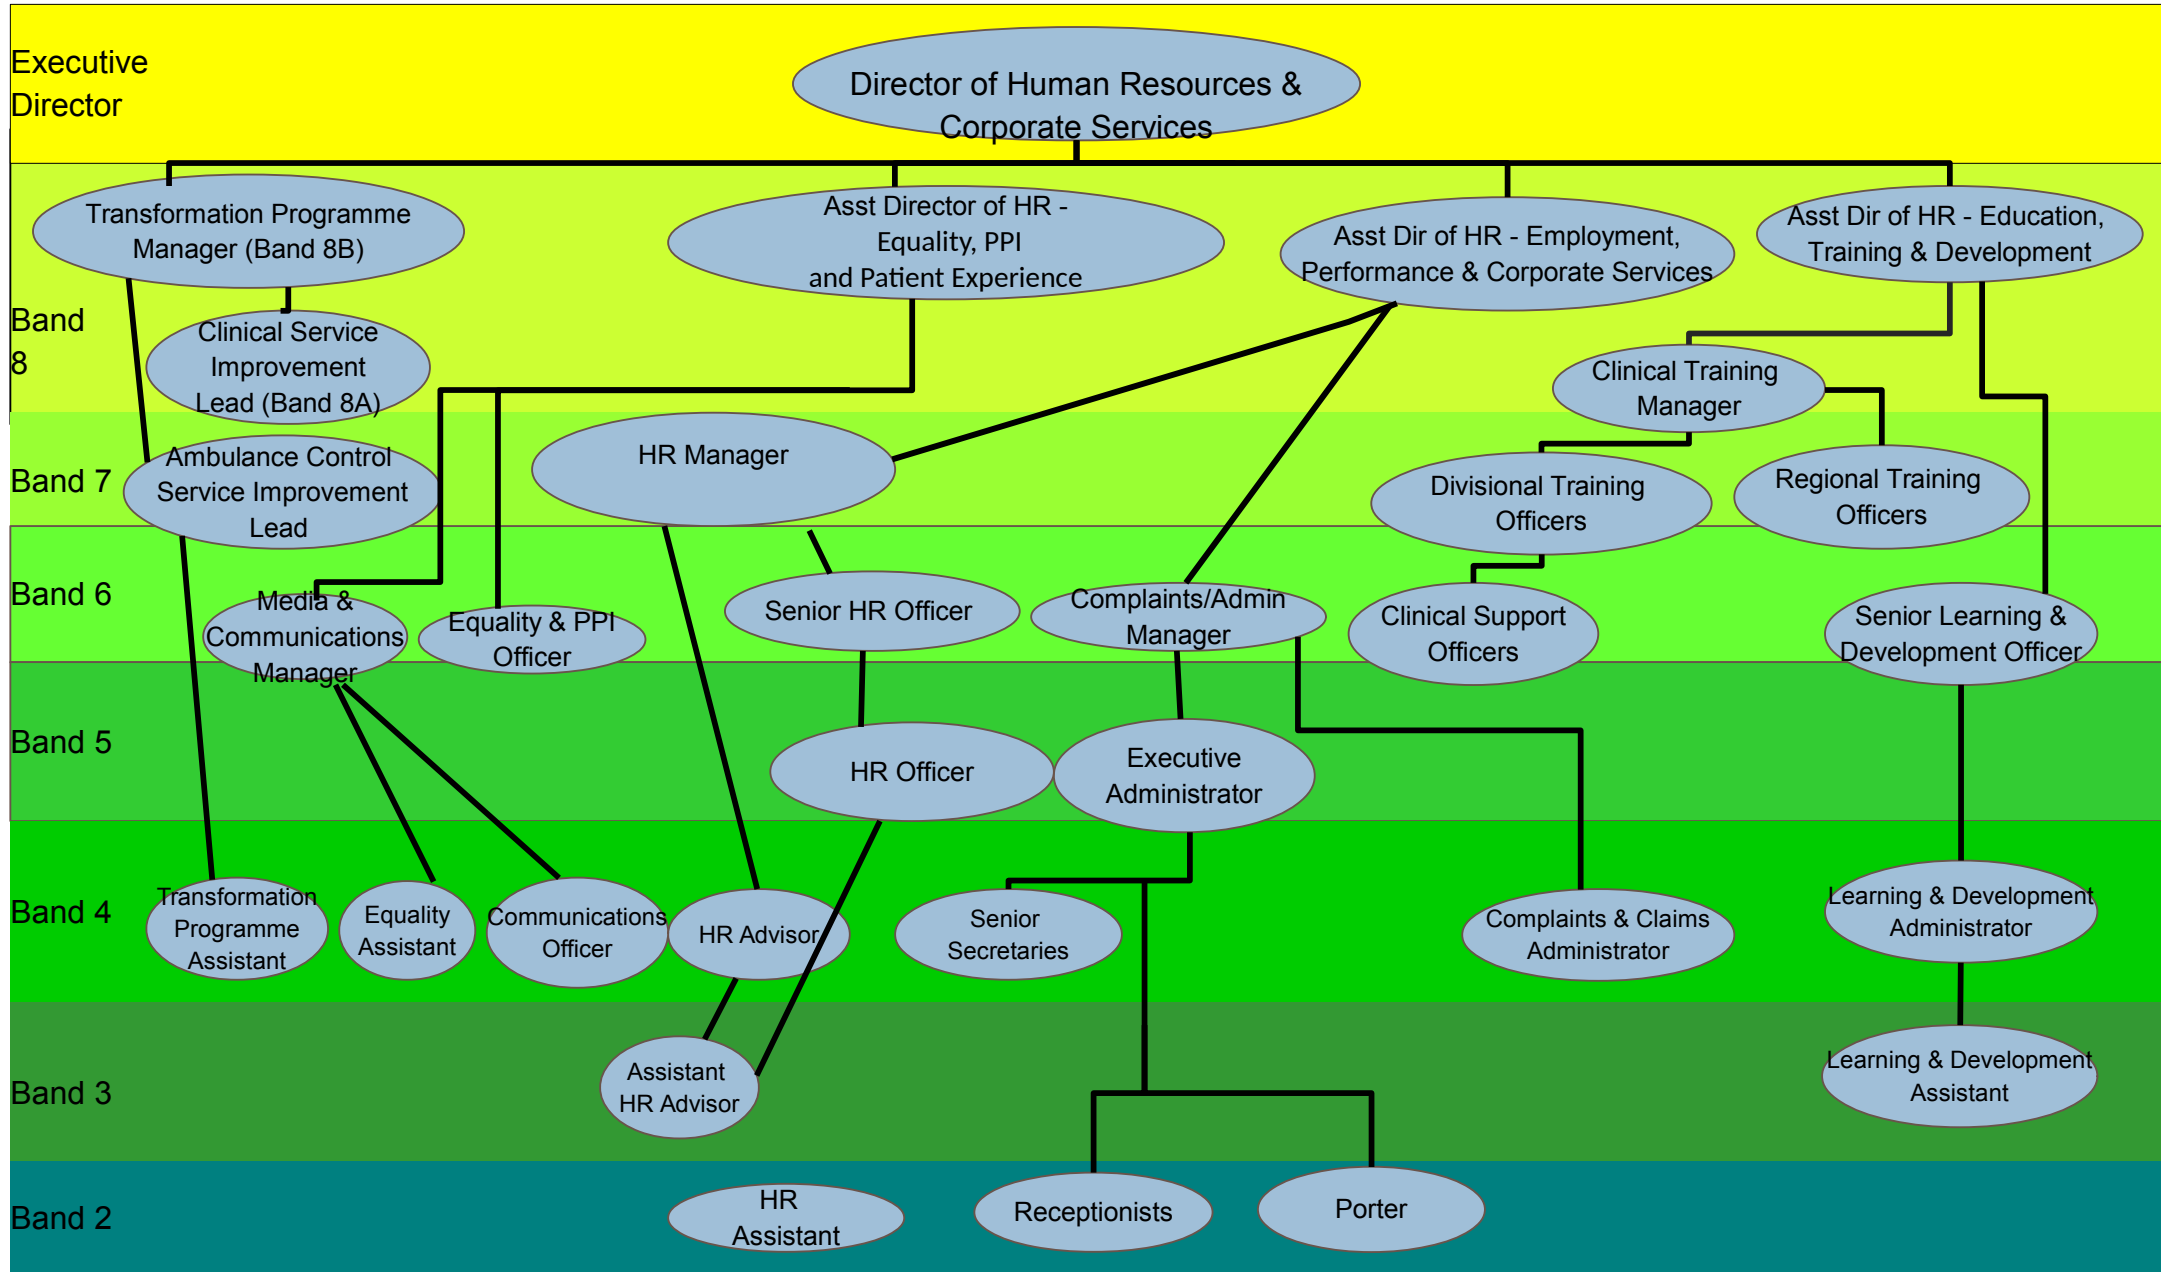 Executive
Director
Director of Human Resources &
Corporate Services
Transformation Programme
Manager (Band 8B)
Asst Director of HR -
Equality, PPI
and Patient Experience
Asst Dir of HR - Employment,
Performance & Corporate Services
Asst Dir of HR - Education,
Training & Development
Band
8
Clinical Service
Improvement
Lead (Band 8A)
Clinical Training
Manager
Band 7
Ambulance Control
Service Improvement
Lead
HR Manager
Divisional Training
Officers
Regional Training
Officers
Band 6
Media &
Communications
Manager
Equality & PPI
Officer
Senior HR Officer
Complaints/Admin
Manager
Clinical Support
Officers
Senior Learning &
Development Officer
Band 5
HR Officer
Executive
Administrator
Band 4
Transformation
Programme
Assistant
Equality
Assistant
Communications
Officer
HR Advisor
Senior
Secretaries
Complaints & Claims
Administrator
Learning & Development
Administrator
Band 3
Assistant
HR Advisor
Learning & Development
Assistant
Band 2
HR
Assistant
Receptionists
Porter